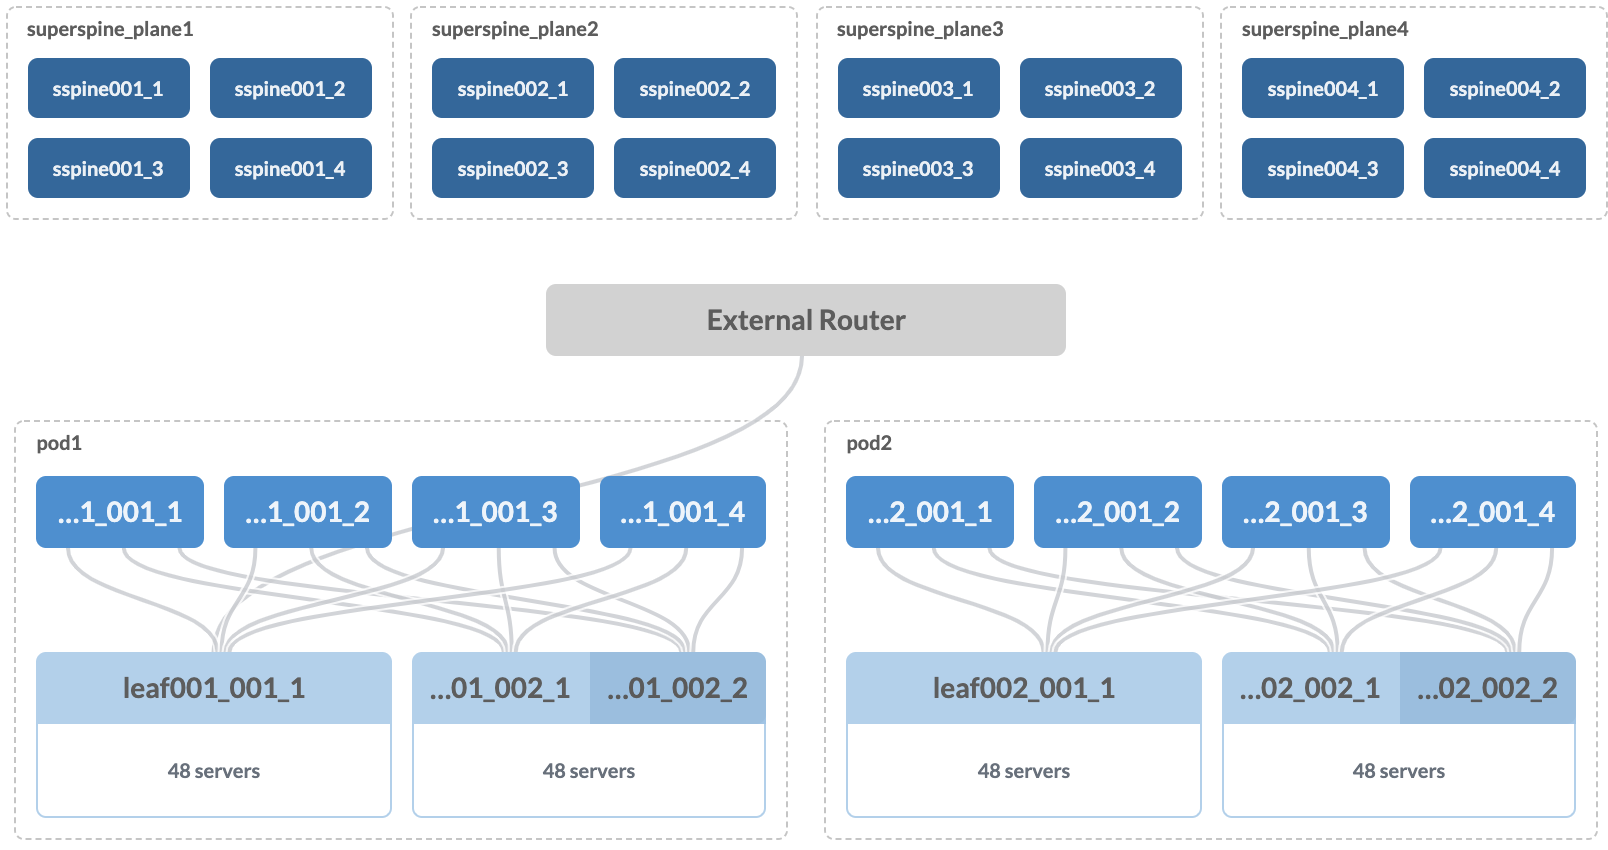 superspine_plane1
superspine_plane2
superspine_plane3
superspine_plane4
sspine001_1
sspine001_2
sspine002_1
sspine002_2
sspine003_1
sspine003_2
sspine004_1
sspine004_2
sspine001_3
sspine001_4
sspine002_3
sspine002_4
sspine003_3
sspine003_4
sspine004_3
sspine004_4
External Router
pod1
pod2
...1_001_1
...1_001_2
...1_001_3
...1_001_4
...2_001_1
...2_001_2
...2_001_3
...2_001_4
leaf001_001_1
...01_002_1
...01_002_2
leaf002_001_1
...02_002_1
...02_002_2
48 servers
48 servers
48 servers
48 servers